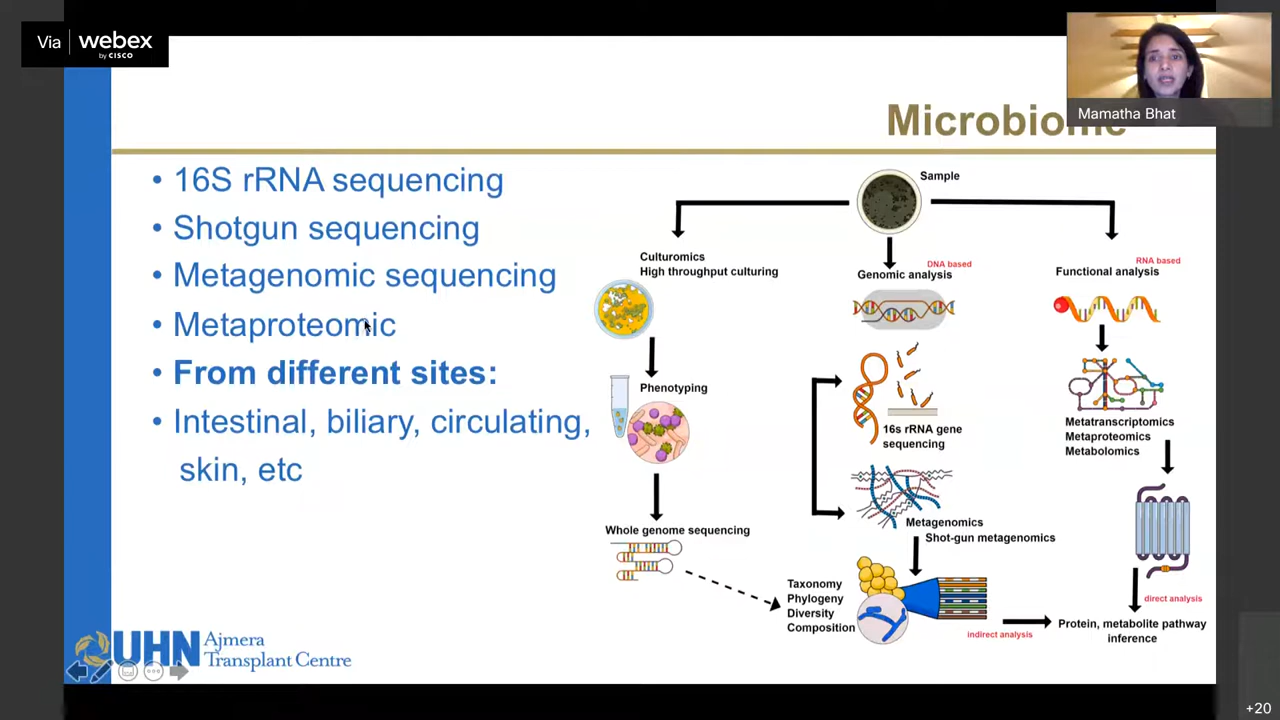 Via webex
by CISCO
Mamatha Bhat
Microbiome
• 16S rRNA sequencing
• Shotgun sequencing
• Metagenomic sequencing
• Metaproteomic
• From different sites:
• Intestinal, biliary, circulating,
skin, etc
Sample
Culturomics
High throughput culturing
DNA based
Genomic analysis
RNA based
Functional analysis
Phenotyping
16s rRNA gene
sequencing
Metatranscriptomics
Metaproteomics
Metabolomics
Whole genome sequencing
Metagenomics
Shot-gun metagenomics
Taxonomy
Phylogeny
Diversity
Composition
indirect analysis
direct analysis
Protein, metabolite pathway
inference
UHN Ajmera
Transplant Centre
+20